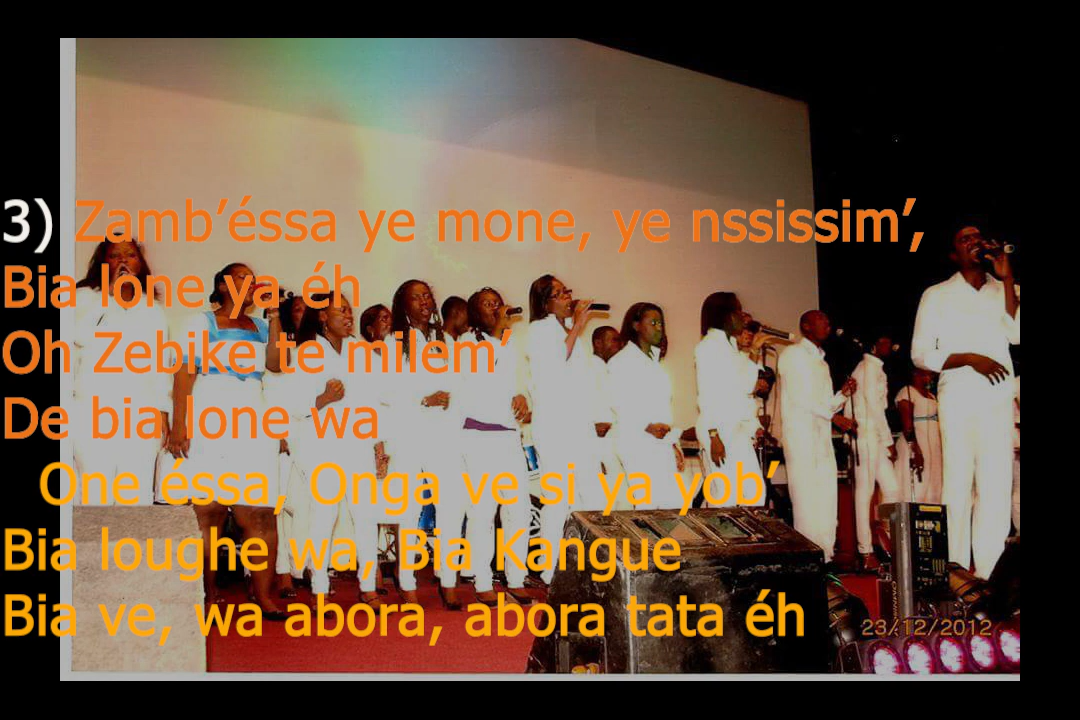 3) Zamb’éssa ye mone, ye nssissim’,
Bia lone ya éh
Oh Zebike te milem’
De bia lone wa
One éssa, Onga ve si ya yob’
Bia loughe wa, Bia Kangue
Bia ve, wa abora, abora tata éh
23/12/2012